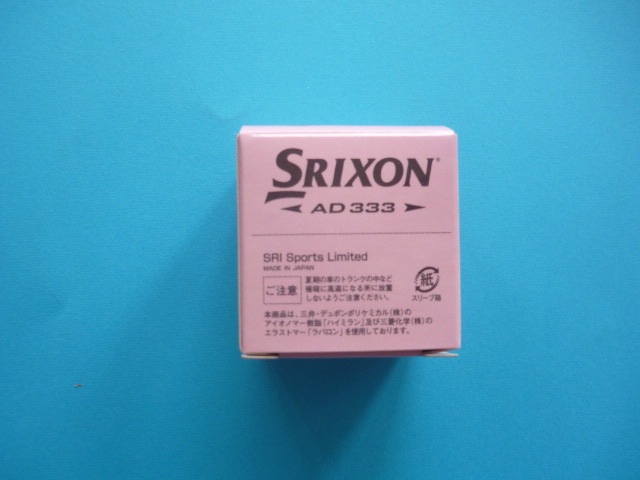 SRIXON®
AD 333
SRI Sports Limited
MADE IN JAPAN
ご注意
夏期の車のトランクの中など
極端に高温になる所に放置
しないようご注意ください。
紙
スリーブ箱
本商品は、三井・デュポンポリケミカル(株)の
アイオノマー樹脂「ハイミラン」及び三菱化学(株)の
エラストマー「ラバロン」を使用しております。